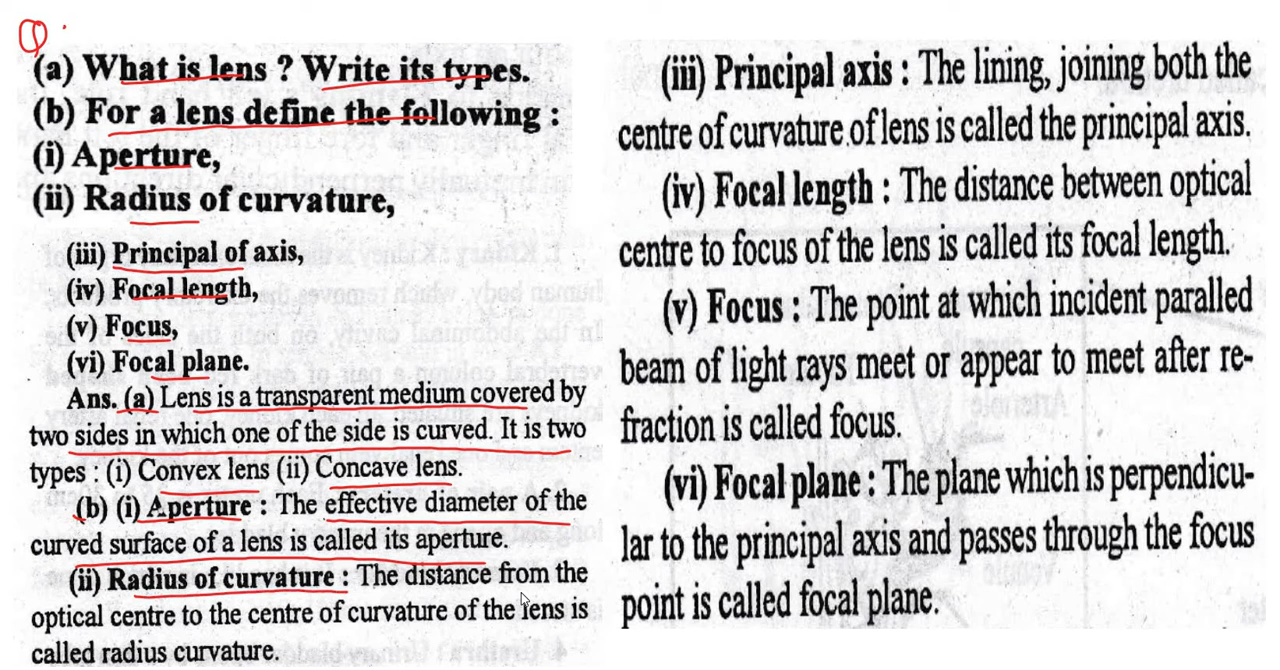 Q.
(a) What is lens ? Write its types.
(b) For a lens define the following :
(i) Aperture,
(ii) Radius of curvature,
(iii) Principal of axis,
(iv) Focal length,
(v) Focus,
(vi) Focal plane.
Ans. (a) Lens is a transparent medium covered by
two sides in which one of the side is curved. It is two
types : (i) Convex lens (ii) Concave lens.
(b) (i) Aperture : The effective diameter of the
curved surface of a lens is called its aperture.
(ii) Radius of curvature : The distance from the
optical centre to the centre of curvature of the lens is
called radius curvature.
(iii) Principal axis : The lining, joining both the
centre of curvature of lens is called the principal axis.
(iv) Focal length : The distance between optical
centre to focus of the lens is called its focal length.
(v) Focus : The point at which incident paralled
beam of light rays meet or appear to meet after re-
fraction is called focus.
(vi) Focal plane : The plane which is perpendicu-
lar to the principal axis and passes through the focus
point is called focal plane.